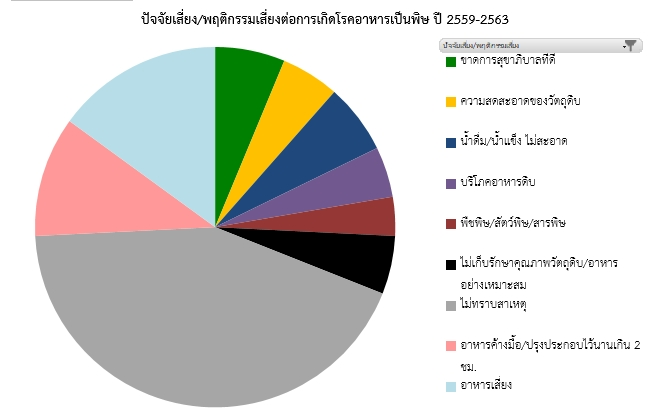 ปัจจัยเสี่ยง/พฤติกรรมเสี่ยงต่อการเกิดโรคอาหารเป็นพิษ ปี 2559-2563
ปัจจัยเสี่ยง/พฤติกรรมเสี่ยง
ขาดการสุขาภิบาลที่ดี
ความสดสะอาดของวัตถุดิบ
น้ำดื่ม/น้ำแข็ง ไม่สะอาด
บริโภคอาหารดิบ
พืชพิษ/สัตว์พิษ/สารพิษ
ไม่เก็บรักษาคุณภาพวัตถุดิบ/อาหาร
อย่างเหมาะสม
ไม่ทราบสาเหตุ
อาหารค้างมื้อ/ปรุงประกอบไว้นานเกิน 2
ชม.
อาหารเสี่ยง